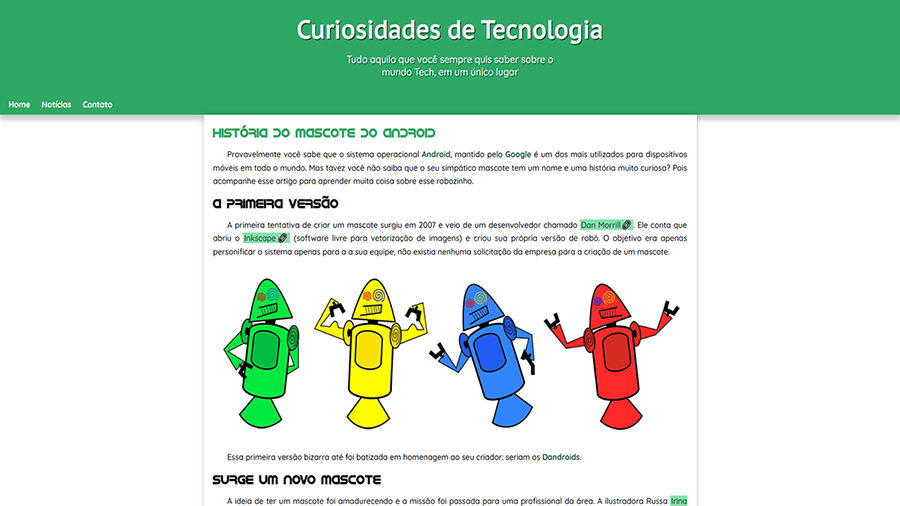 Curiosidades de Tecnologia
Tudo aquilo que você sempre quis saber sobre o
mundo Tech, em um único lugar
Home Notícias Contato
História do Mascote do Android
Provavelmente você sabe que o sistema operacional Android, mantido pelo Google é um dos mais utilizados para dispositivos
móveis em todo o mundo. Mas tavez você não saiba que o seu simpático mascote tem um nome e uma história muito curiosa? Pois
acompanhe esse artigo para aprender muita coisa sobre esse robozinho.
A primeira versão
A primeira tentativa de criar um mascote surgiu em 2007 e veio de um desenvolvedor chamado Dan Morrill. Ele conta que
abriu o Inkscape (software livre para vetorização de imagens) e criou sua própria versão de robô. O objetivo era apenas
personificar o sistema apenas para a a sua equipe, não existia nenhuma solicitação da empresa para a criação de um mascote.
Essa primeira versão bizarra até foi batizada em homenagem ao seu criador: seriam os Dandroids.
Surge um novo mascote
A ideia de ter um mascote foi amadurecendo e a missão foi passada para uma profissional da área. A ilustradora Russa Irina